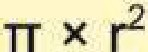 π × r²